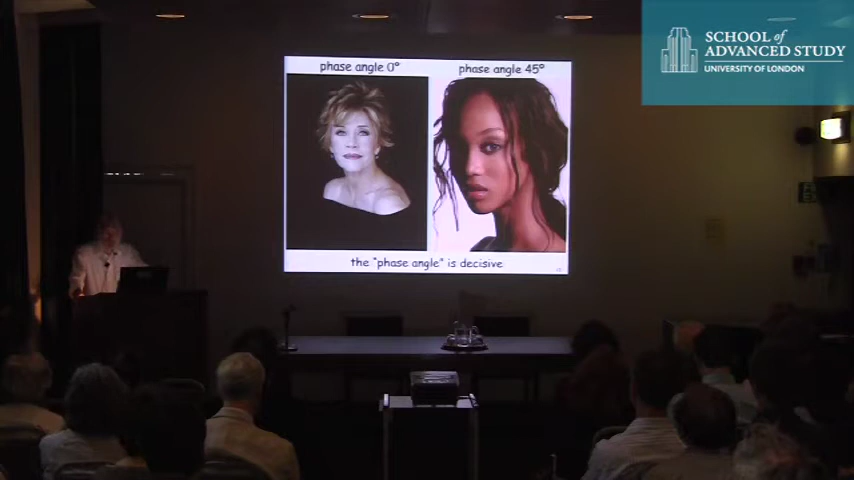 SCHOOL of
ADVANCED STUDY
UNIVERSITY OF LONDON
phase angle 0°
phase angle 45°
the "phase angle" is decisive